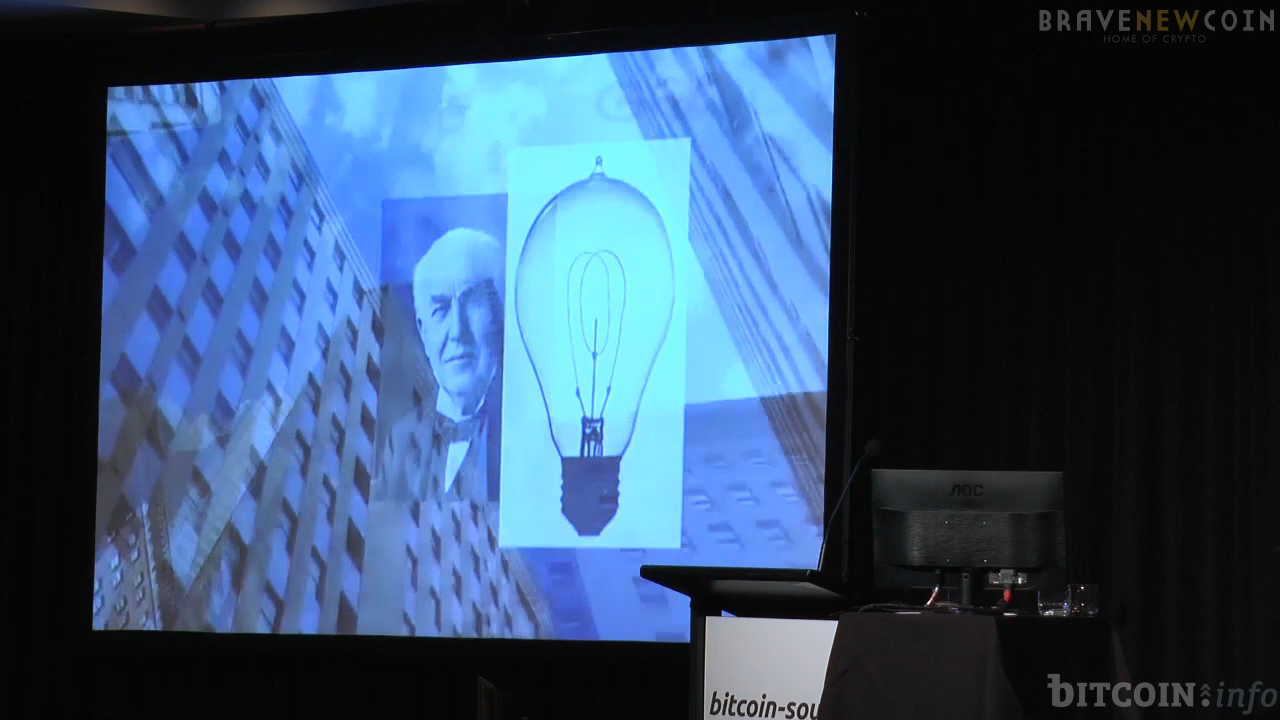 BRAVENEWCOIN
HOME OF CRYPTO
AOC
bitcoin-sou
BITCOIN:info